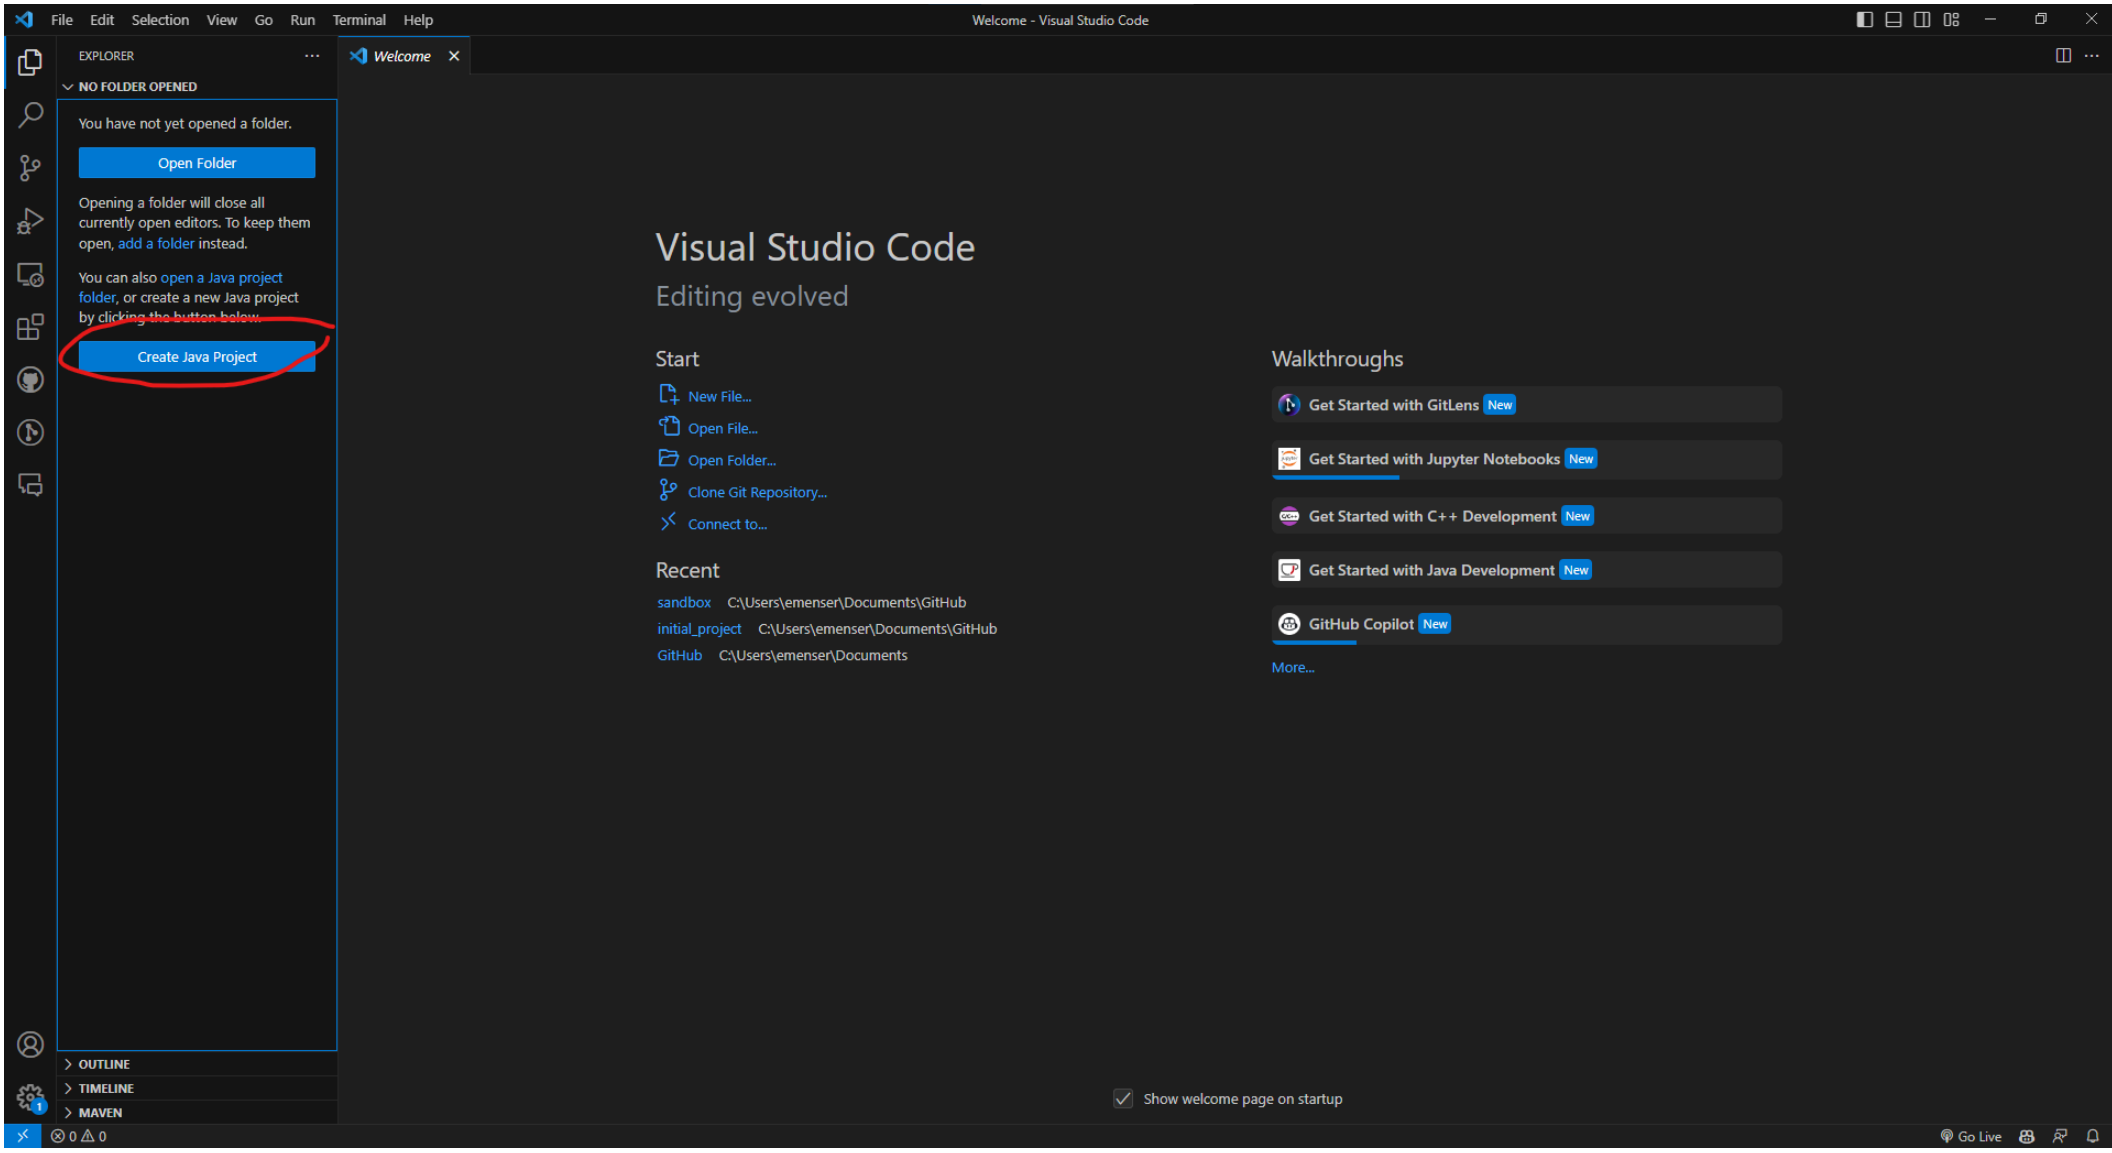 File Edit Selection View Go Run Terminal Help
Welcome - Visual Studio Code
EXPLORER
Welcome
NO FOLDER OPENED
You have not yet opened a folder.
Open Folder
Opening a folder will close all
currently open editors. To keep them
open, add a folder instead.
You can also open a Java project
folder, or create a new Java project
by clicking the button below.
Create Java Project
Visual Studio Code
Editing evolved
Start
New File...
Open File...
Open Folder...
Clone Git Repository...
Connect to...
Recent
sandbox C:\Users\emenser\Documents\GitHub
initial_project C:\Users\emenser\Documents\GitHub
GitHub C:\Users\emenser\Documents
Walkthroughs
Get Started with GitLens New
Get Started with Jupyter Notebooks New
Get Started with C++ Development New
Get Started with Java Development New
GitHub Copilot New
More...
OUTLINE
TIMELINE
1
MAVEN
Show welcome page on startup
0 0
Go Live